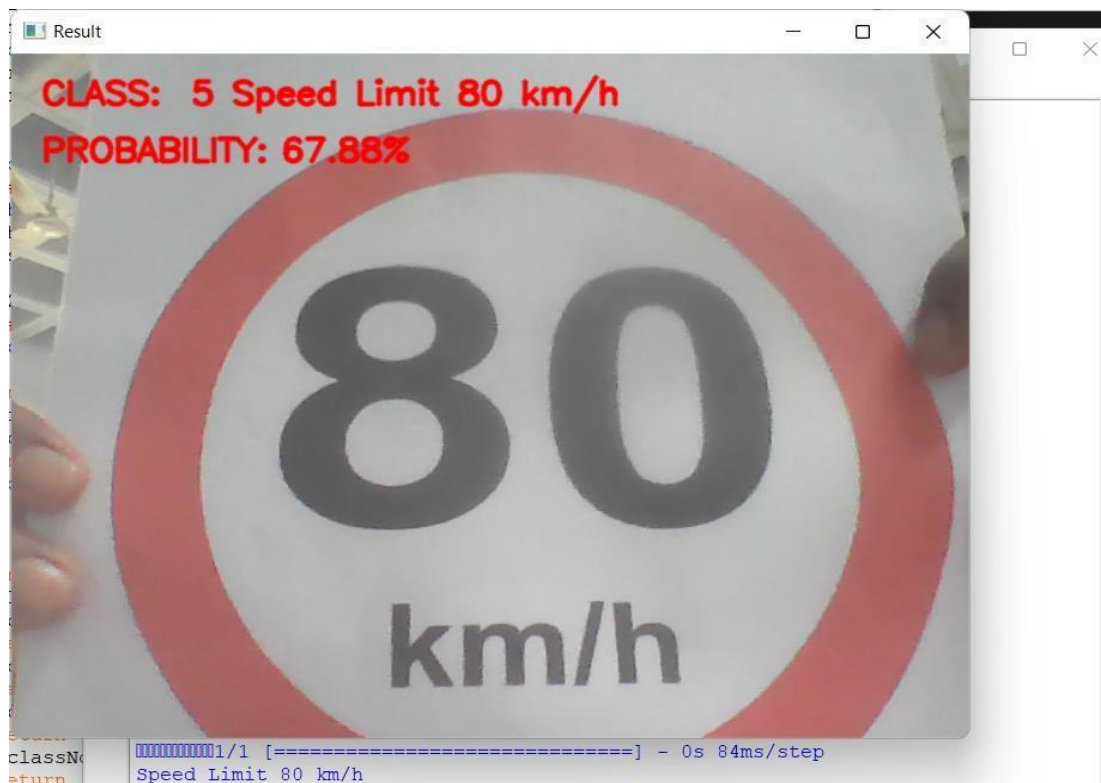 Result
CLASS: 5 Speed Limit 80 km/h
PROBABILITY: 67.88%
80
km/h
1/1 [==============================] - 0s 84ms/step
Speed Limit 80 km/h